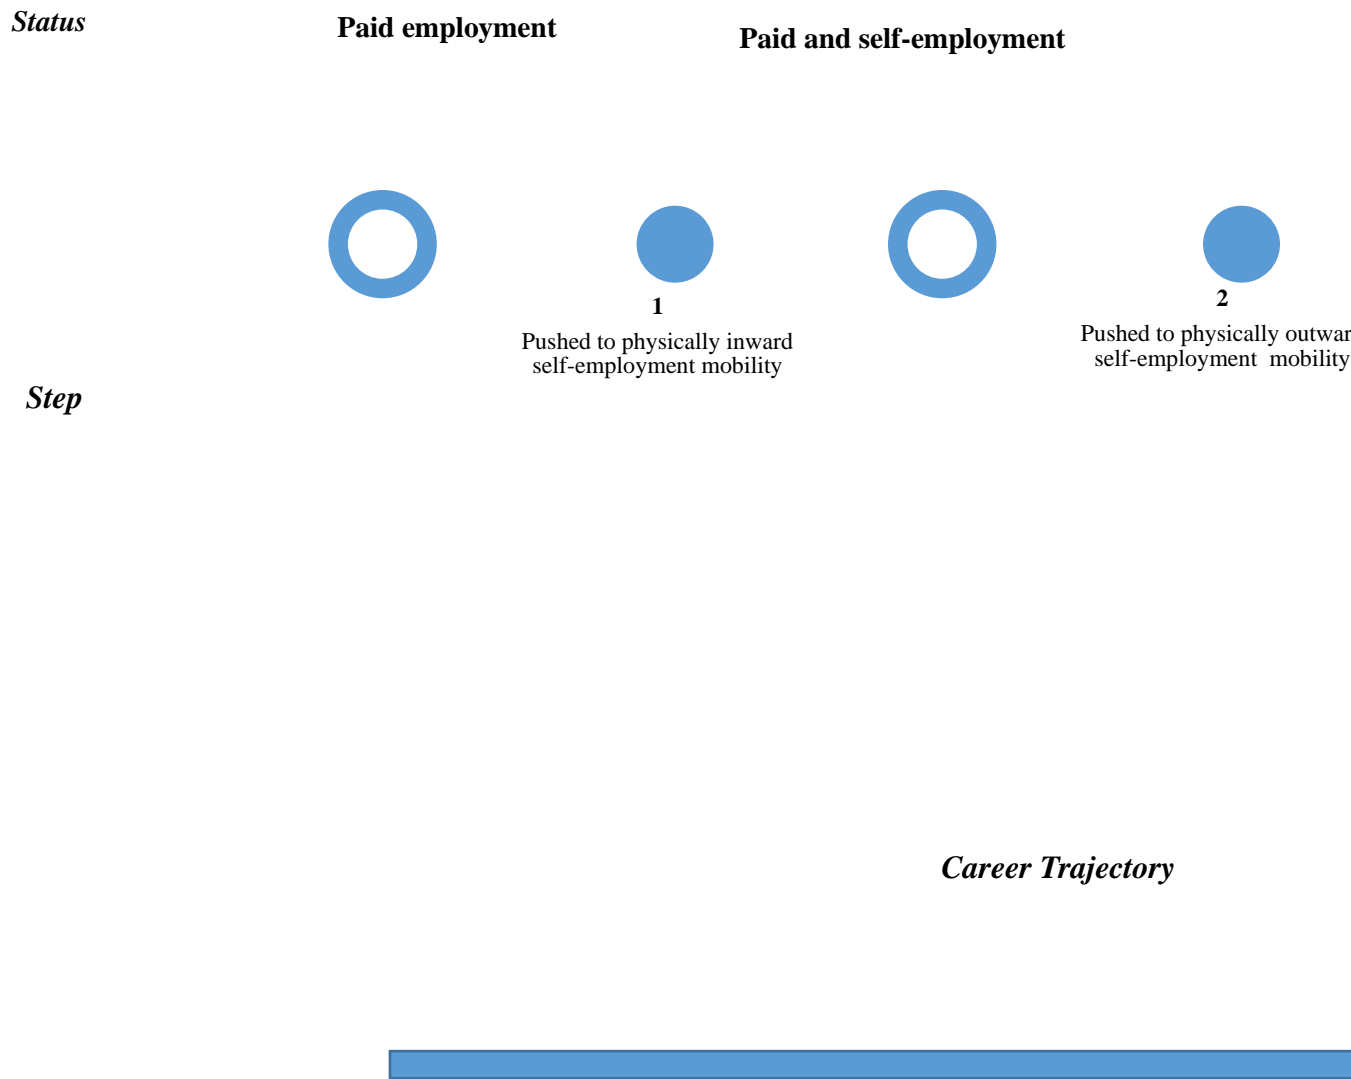 Status
Paid employment
Paid and self-employment
1
Pushed to physically inward
self-employment mobility
2
Pushed to physically outwar
self-employment mobility
Step
Career Trajectory